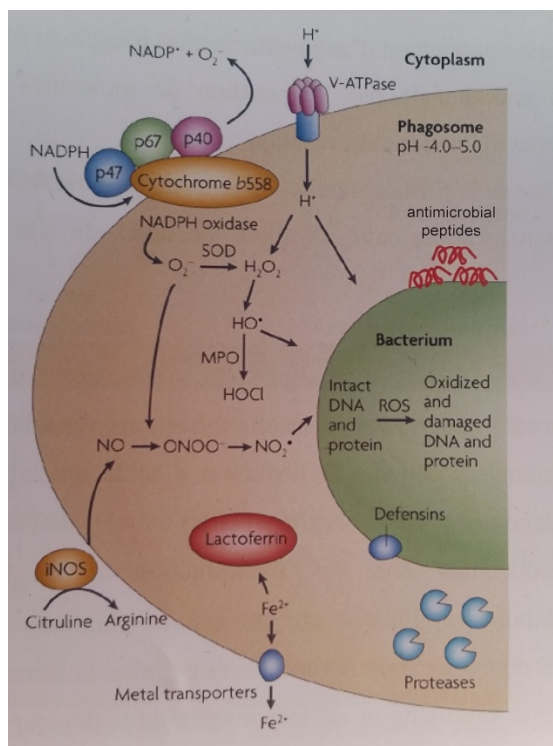 H⁺
NADP⁺ + O₂⁻
Cytoplasm
V-ATPase
Phagosome
pH -4.0–5.0
p67
p40
NADPH
p47
Cytochrome b558
H⁺
NADPH oxidase
antimicrobial
peptides
SOD
O₂⁻
H₂O₂
HO•
Bacterium
MPO
HOCl
Intact
DNA
and
protein
ROS
Oxidized
and
damaged
DNA and
protein
NO
ONOO⁻
NO₂•
Defensins
Lactoferrin
iNOS
Citruline
Arginine
Fe²⁺
Proteases
Metal transporters
Fe²⁺